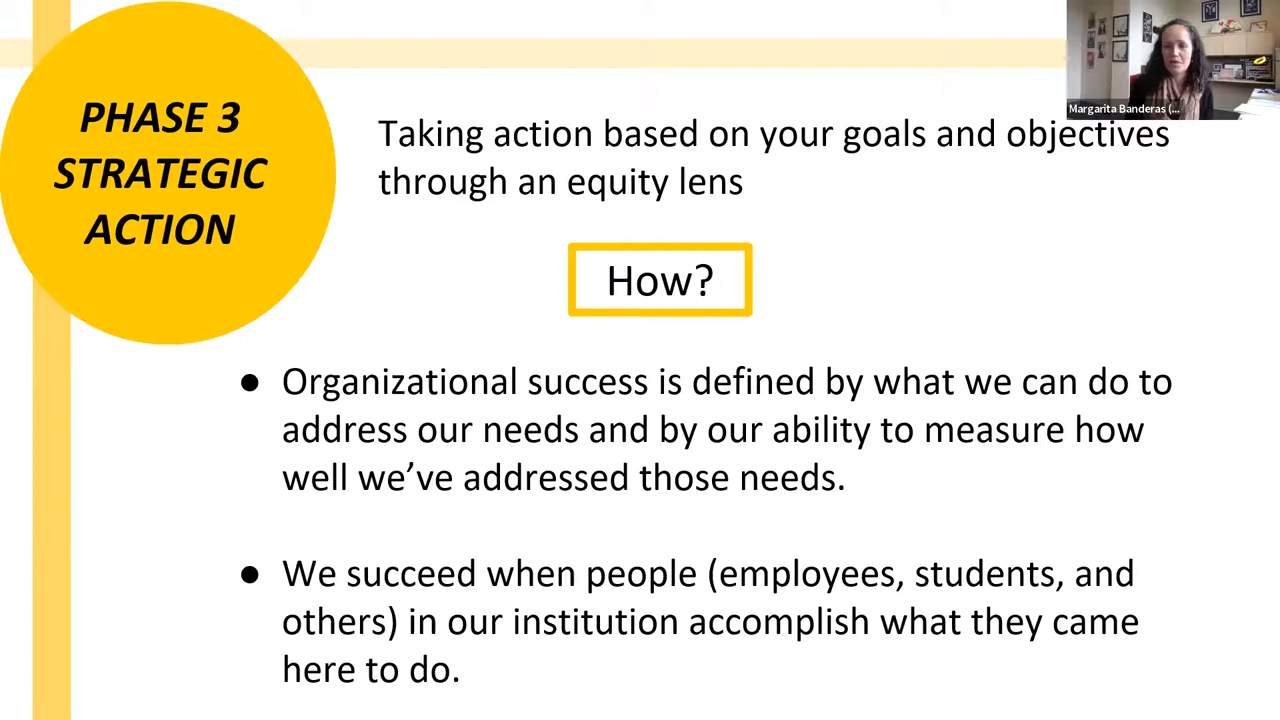 PHASE 3
STRATEGIC
ACTION
Margarita Banderas (...
Taking action based on your goals and objectives
through an equity lens
How?
● Organizational success is defined by what we can do to
address our needs and by our ability to measure how
well we’ve addressed those needs.
● We succeed when people (employees, students, and
others) in our institution accomplish what they came
here to do.